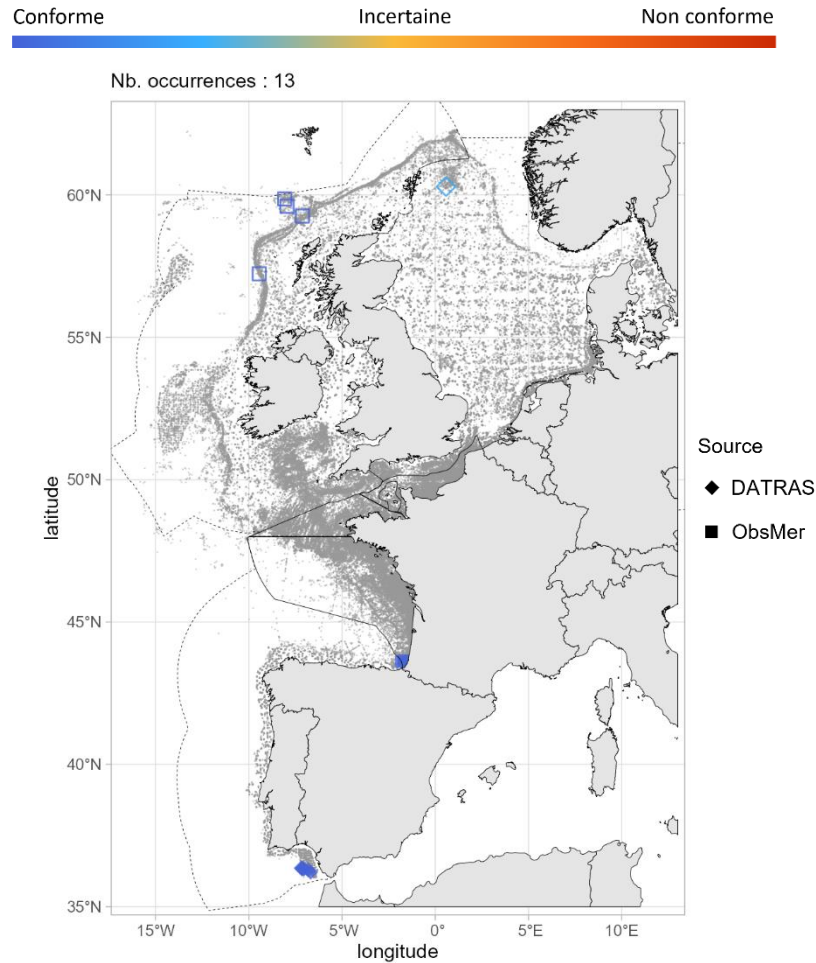 Conforme Incertaine Non conforme
Nb. occurrences : 13
60°N
55°N
50°N
45°N
40°N
35°N
latitude
15°W 10°W 5°W 0° 5°E 10°E
longitude
Source
DATRAS
ObsMer